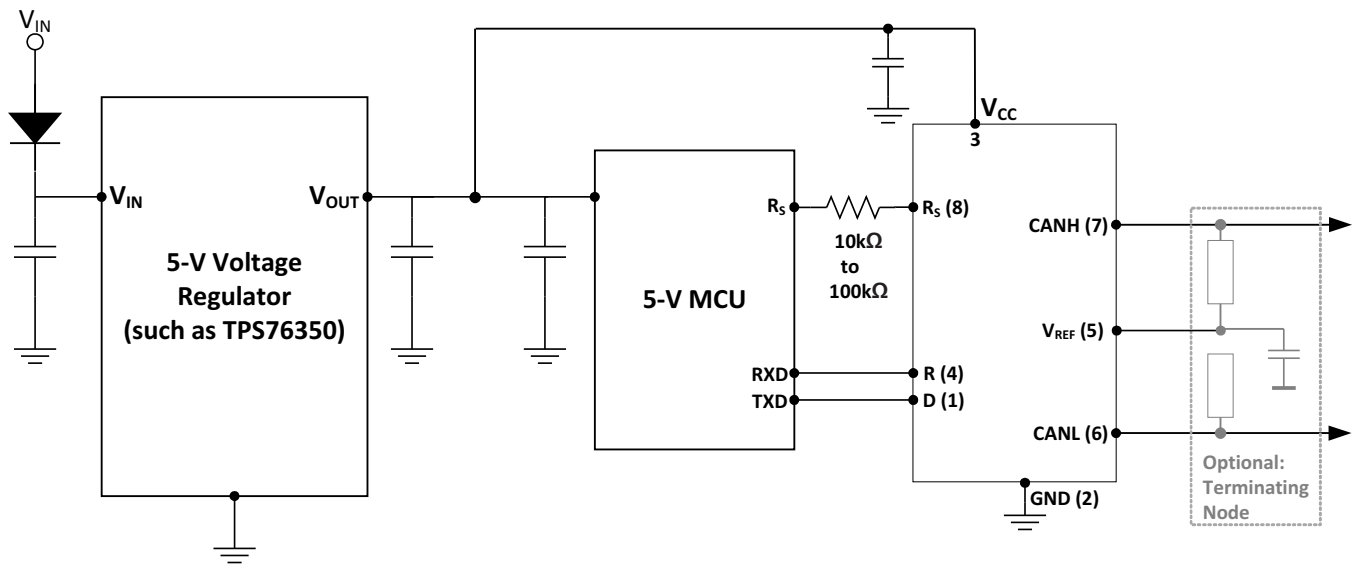 VIN
VCC
3
VIN
VOUT
5-V Voltage
Regulator
(such as TPS76350)
RS
10kΩ
to
100kΩ
5-V MCU
RXD
TXD
RS (8)
R (4)
D (1)
CANH (7)
VREF (5)
CANL (6)
GND (2)
Optional:
Terminating
Node